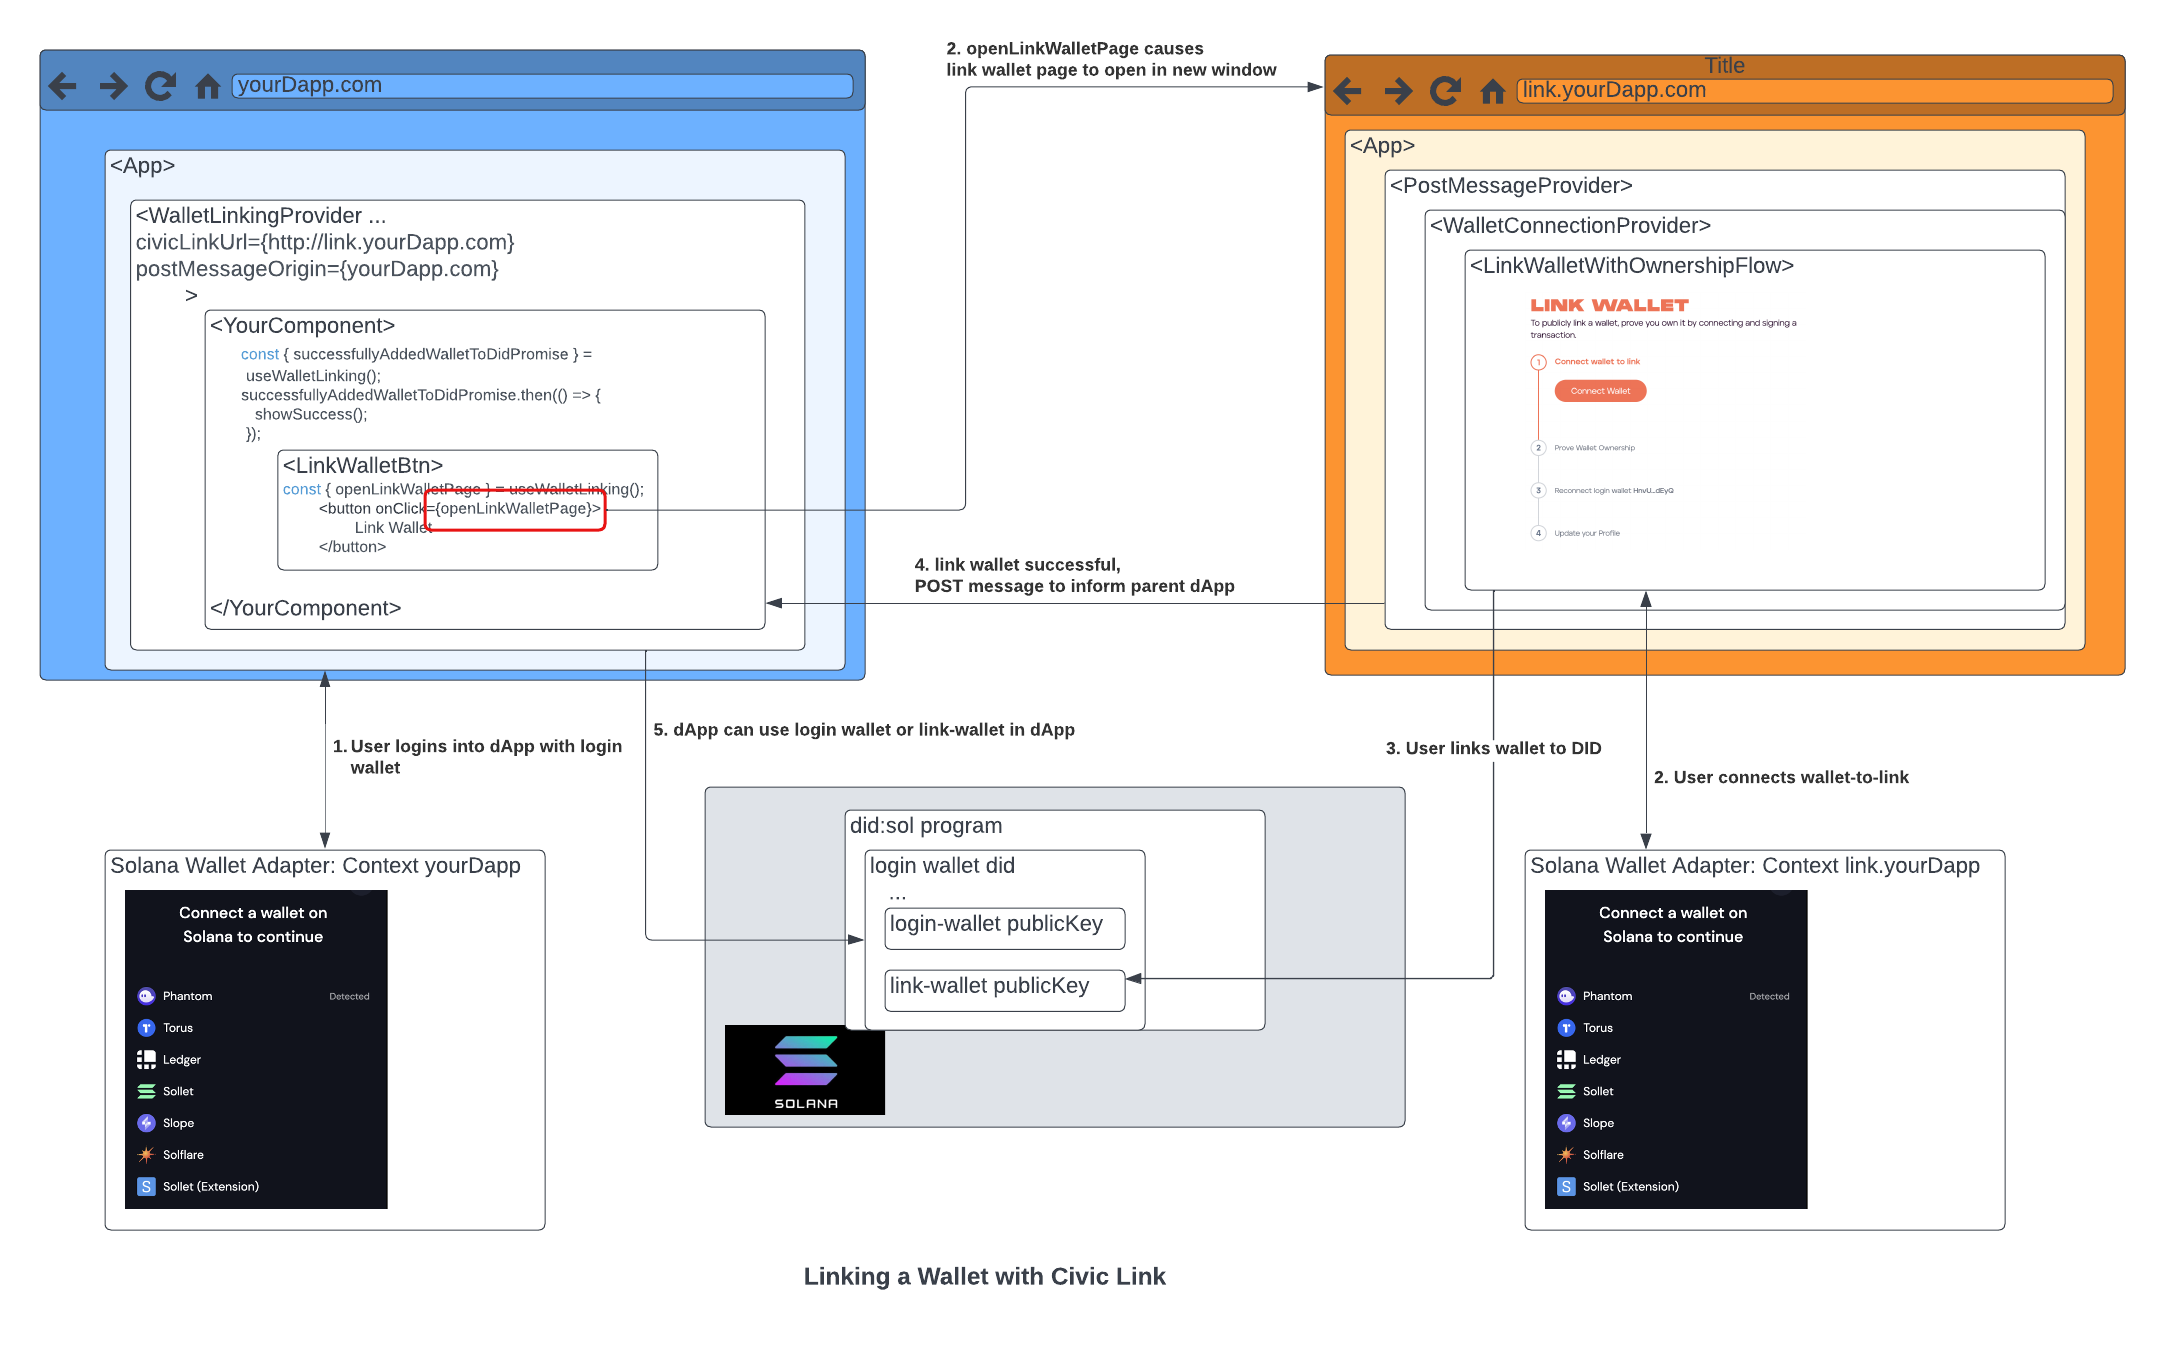 yourDapp.com
<App>
<WalletLinkingProvider ...
civicLinkUrl={http://link.yourDapp.com}
postMessageOrigin={yourDapp.com}
>
<YourComponent>
const { successfullyAddedWalletToDidPromise } =
useWalletLinking();
successfullyAddedWalletToDidPromise.then(() => {
showSuccess();
});
<LinkWalletBtn>
const { openLinkWalletPage } = useWalletLinking();
<button onClick={openLinkWalletPage}>
Link Wallet
</button>
</YourComponent>
2. openLinkWalletPage causes
link wallet page to open in new window
Title
link.yourDapp.com
<App>
<PostMessageProvider>
<WalletConnectionProvider>
<LinkWalletWithOwnershipFlow>
LINK WALLET
To publicly link a wallet, prove you own it by connecting and signing a
transaction.
1 Connect wallet to link
Connect Wallet
2 Prove Wallet Ownership
3 Reconnect login wallet HnvU...dEyQ
4 Update your Profile
4. link wallet successful,
POST message to inform parent dApp
1. User logins into dApp with login
wallet
5. dApp can use login wallet or link-wallet in dApp
3. User links wallet to DID
2. User connects wallet-to-link
Solana Wallet Adapter: Context yourDapp
Connect a wallet on
Solana to continue
Phantom Detected
Torus
Ledger
Sollet
Slope
Solflare
S Sollet (Extension)
did:sol program
login wallet did
...
login-wallet publicKey
link-wallet publicKey
SOLANA
Solana Wallet Adapter: Context link.yourDapp
Connect a wallet on
Solana to continue
Phantom Detected
Torus
Ledger
Sollet
Slope
Solflare
S Sollet (Extension)
Linking a Wallet with Civic Link